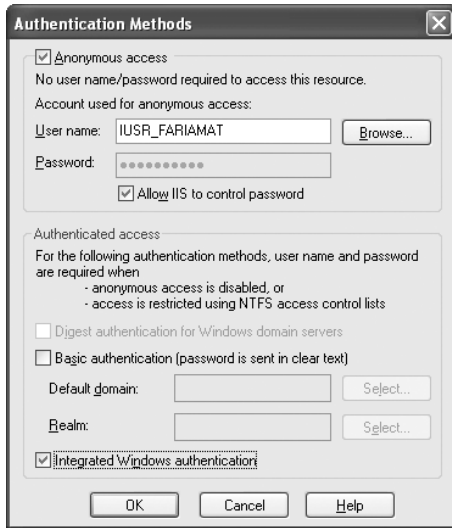 Authentication Methods
Anonymous access
No user name/password required to access this resource.
Account used for anonymous access:
User name: IUSR_FARIAMAT Browse...
Password: ●●●●●●●●●●
Allow IIS to control password
Authenticated access
For the following authentication methods, user name and password
are required when
- anonymous access is disabled, or
- access is restricted using NTFS access control lists
Digest authentication for Windows domain servers
Basic authentication (password is sent in clear text)
Default domain: Select...
Realm: Select...
Integrated Windows authentication
OK Cancel Help